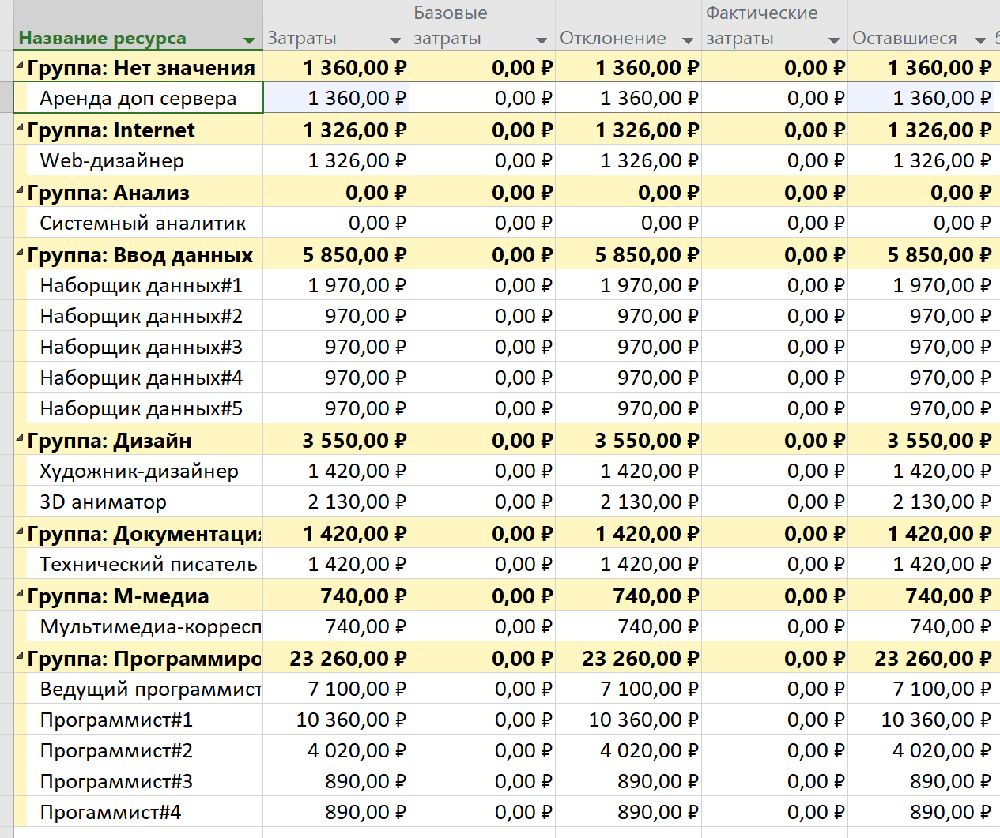 Название ресурса Затраты Базовые затраты Отклонение Фактические затраты Оставшиеся
Группа: Нет значения 1 360,00 ₽ 0,00 ₽ 1 360,00 ₽ 0,00 ₽ 1 360,00 ₽
Аренда доп сервера 1 360,00 ₽ 0,00 ₽ 1 360,00 ₽ 0,00 ₽ 1 360,00 ₽
Группа: Internet 1 326,00 ₽ 0,00 ₽ 1 326,00 ₽ 0,00 ₽ 1 326,00 ₽
Web-дизайнер 1 326,00 ₽ 0,00 ₽ 1 326,00 ₽ 0,00 ₽ 1 326,00 ₽
Группа: Анализ 0,00 ₽ 0,00 ₽ 0,00 ₽ 0,00 ₽ 0,00 ₽
Системный аналитик 0,00 ₽ 0,00 ₽ 0,00 ₽ 0,00 ₽ 0,00 ₽
Группа: Ввод данных 5 850,00 ₽ 0,00 ₽ 5 850,00 ₽ 0,00 ₽ 5 850,00 ₽
Наборщик данных#1 1 970,00 ₽ 0,00 ₽ 1 970,00 ₽ 0,00 ₽ 1 970,00 ₽
Наборщик данных#2 970,00 ₽ 0,00 ₽ 970,00 ₽ 0,00 ₽ 970,00 ₽
Наборщик данных#3 970,00 ₽ 0,00 ₽ 970,00 ₽ 0,00 ₽ 970,00 ₽
Наборщик данных#4 970,00 ₽ 0,00 ₽ 970,00 ₽ 0,00 ₽ 970,00 ₽
Наборщик данных#5 970,00 ₽ 0,00 ₽ 970,00 ₽ 0,00 ₽ 970,00 ₽
Группа: Дизайн 3 550,00 ₽ 0,00 ₽ 3 550,00 ₽ 0,00 ₽ 3 550,00 ₽
Художник-дизайнер 1 420,00 ₽ 0,00 ₽ 1 420,00 ₽ 0,00 ₽ 1 420,00 ₽
3D аниматор 2 130,00 ₽ 0,00 ₽ 2 130,00 ₽ 0,00 ₽ 2 130,00 ₽
Группа: Документация 1 420,00 ₽ 0,00 ₽ 1 420,00 ₽ 0,00 ₽ 1 420,00 ₽
Технический писатель 1 420,00 ₽ 0,00 ₽ 1 420,00 ₽ 0,00 ₽ 1 420,00 ₽
Группа: М-медиа 740,00 ₽ 0,00 ₽ 740,00 ₽ 0,00 ₽ 740,00 ₽
Мультимедиа-корресп 740,00 ₽ 0,00 ₽ 740,00 ₽ 0,00 ₽ 740,00 ₽
Группа: Программиро 23 260,00 ₽ 0,00 ₽ 23 260,00 ₽ 0,00 ₽ 23 260,00 ₽
Ведущий программист 7 100,00 ₽ 0,00 ₽ 7 100,00 ₽ 0,00 ₽ 7 100,00 ₽
Программист#1 10 360,00 ₽ 0,00 ₽ 10 360,00 ₽ 0,00 ₽ 10 360,00 ₽
Программист#2 4 020,00 ₽ 0,00 ₽ 4 020,00 ₽ 0,00 ₽ 4 020,00 ₽
Программист#3 890,00 ₽ 0,00 ₽ 890,00 ₽ 0,00 ₽ 890,00 ₽
Прогаммист#4 890,00 ₽ 0,00 ₽ 890,00 ₽ 0,00 ₽ 890,00 ₽